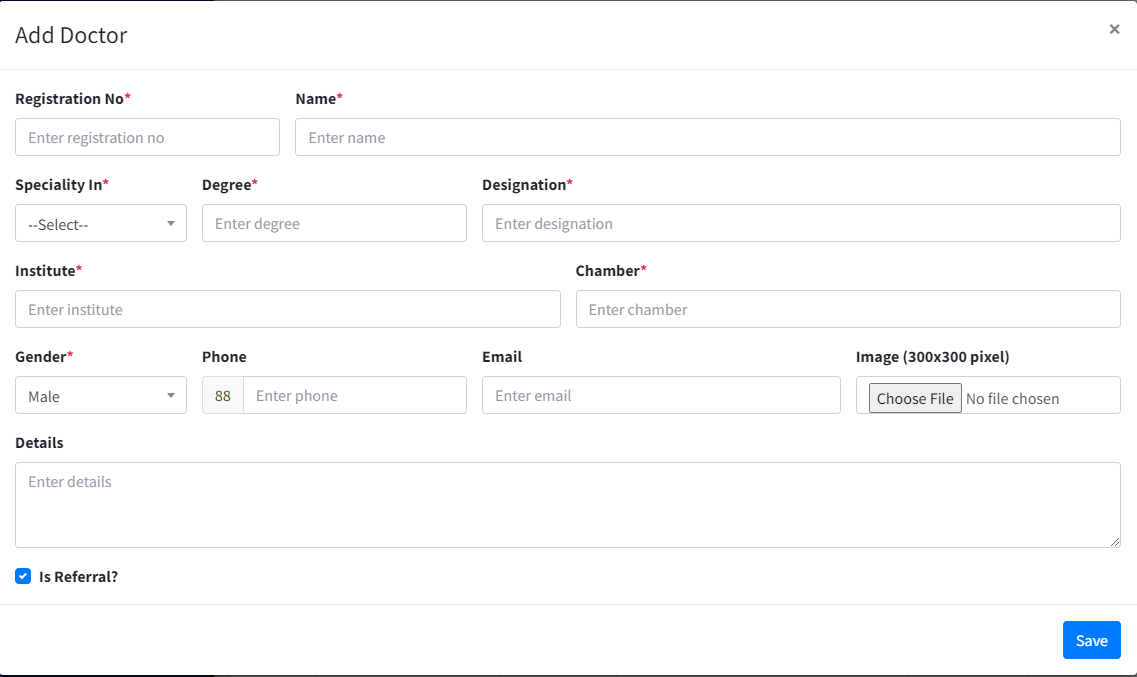 Add Doctor ×
Registration No* Name*
Enter registration no Enter name
Speciality In* Degree* Designation*
--Select-- Enter degree Enter designation
Institute* Chamber*
Enter institute Enter chamber
Gender* Phone Email Image (300x300 pixel)
Male 88 Enter phone Enter email Choose File No file chosen
Details
Enter details
Is Referral?
Save